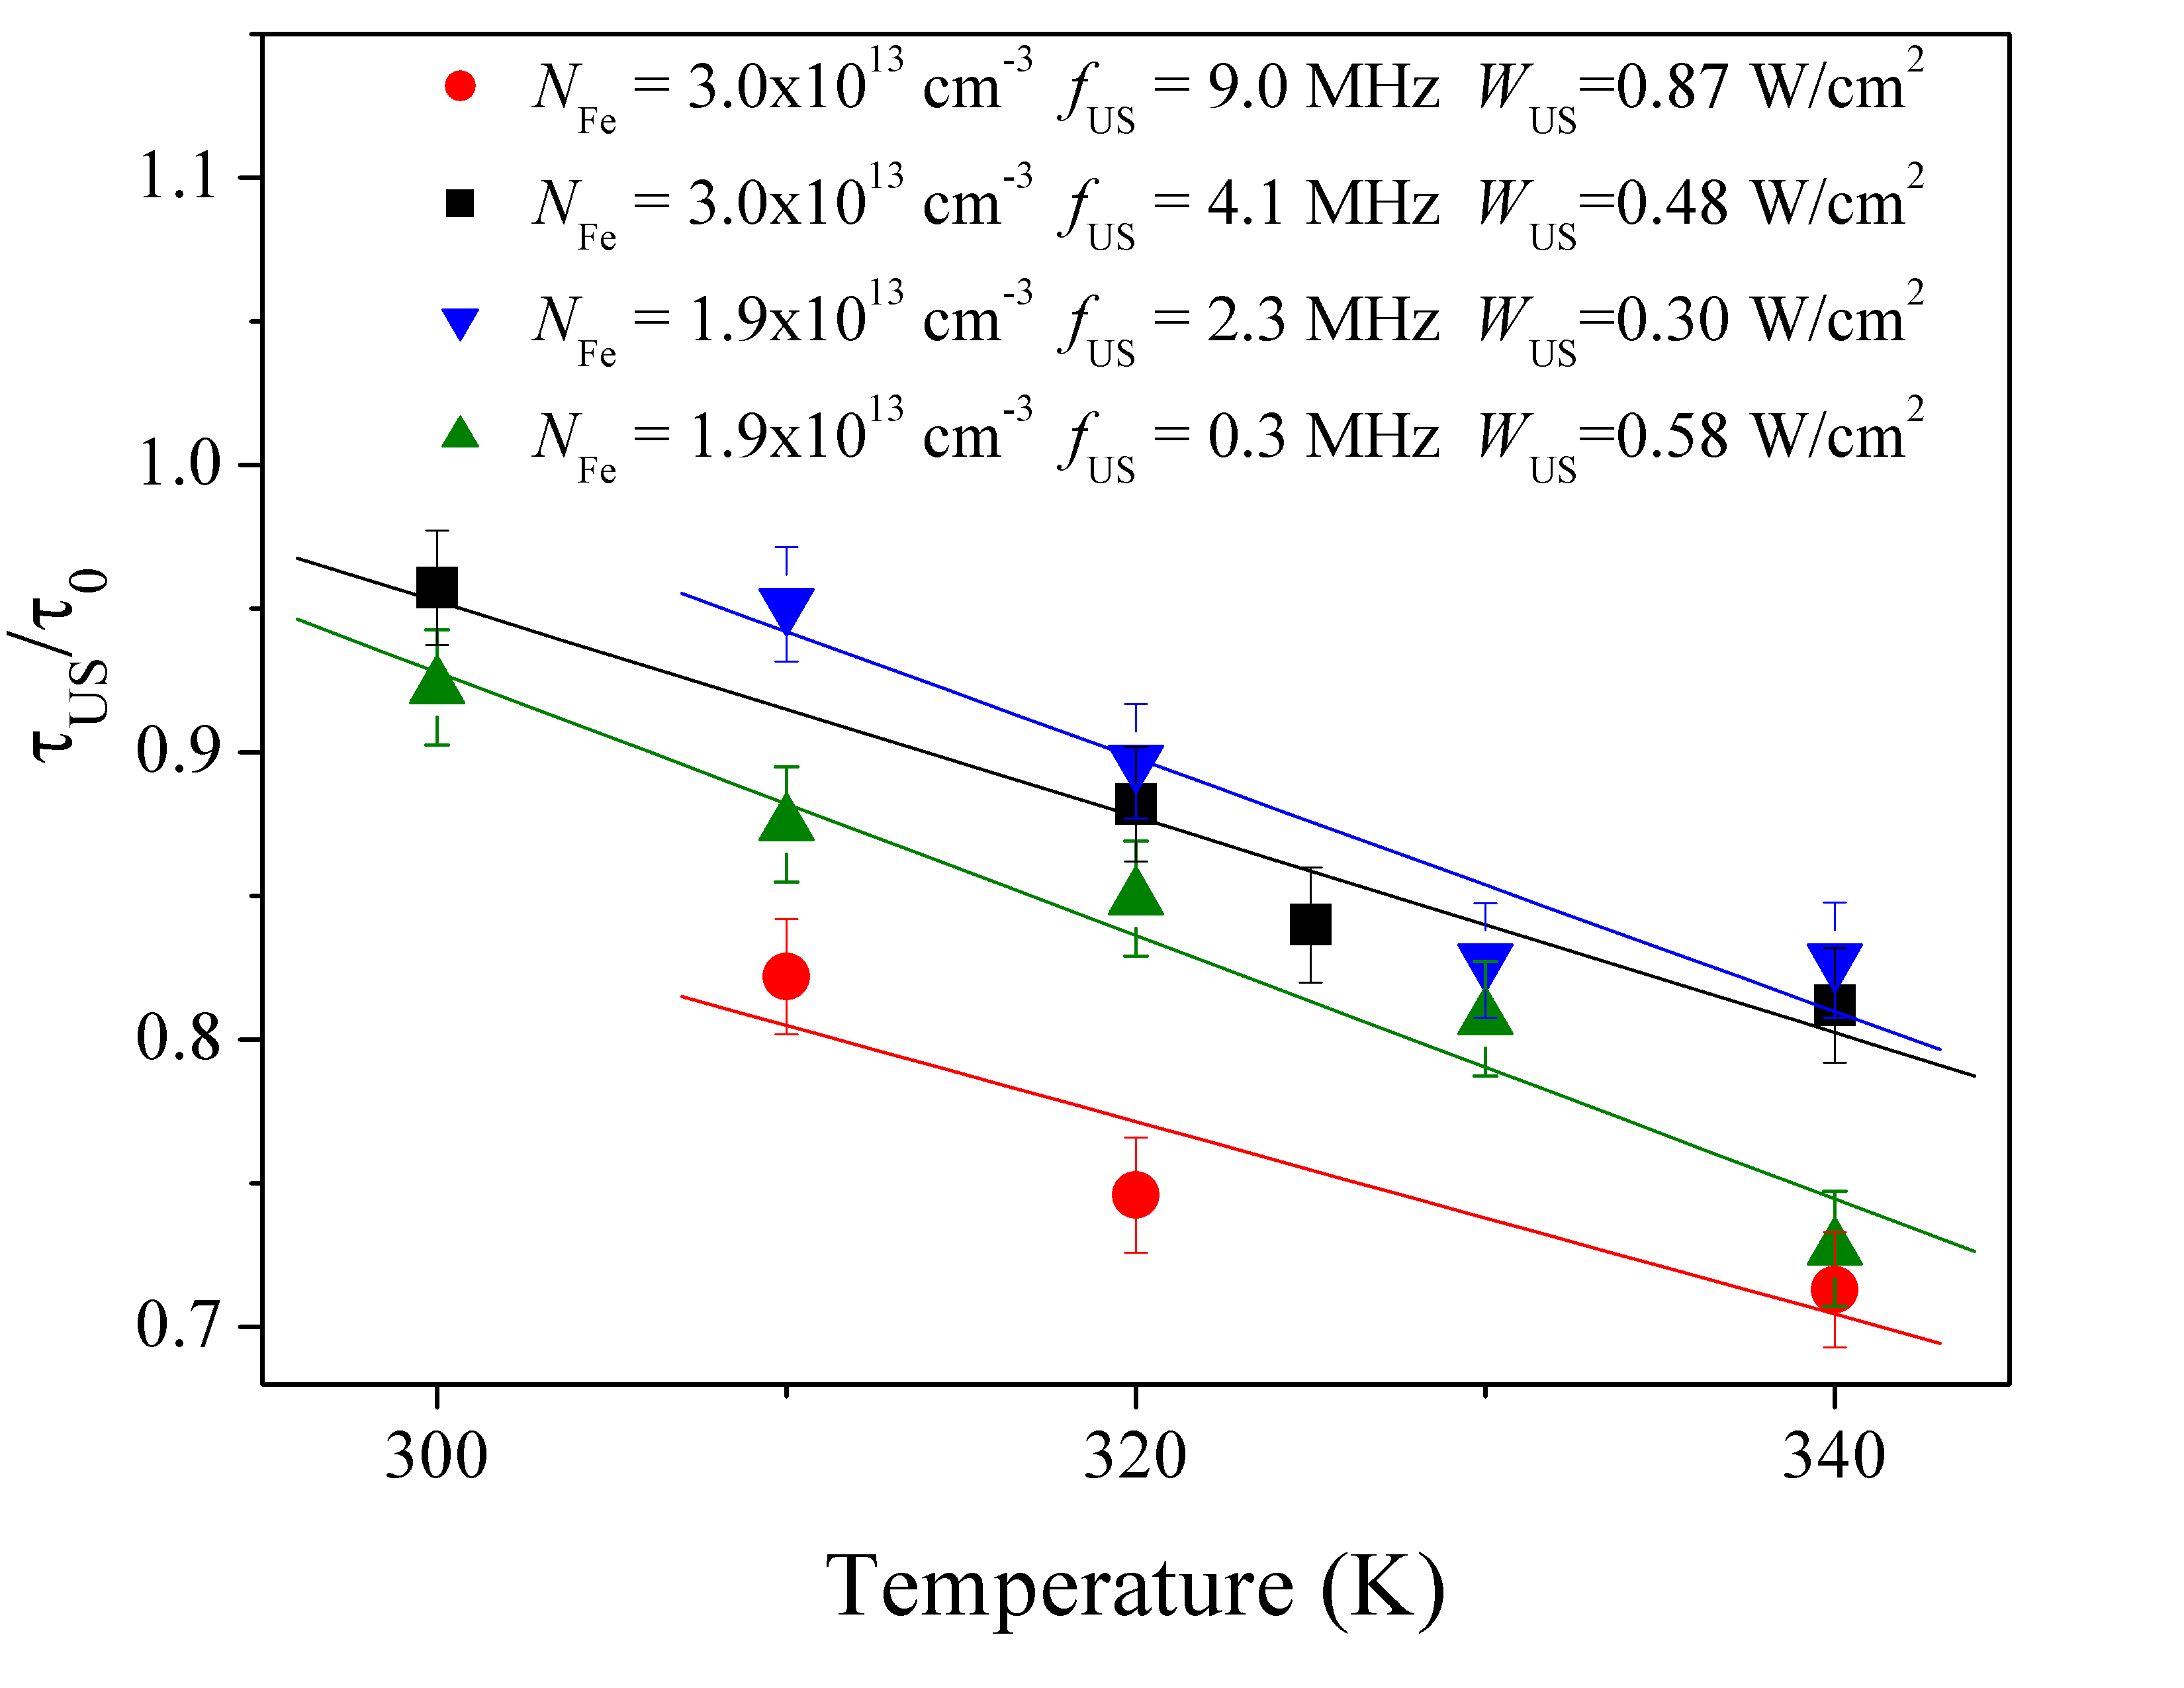 N_Fe = 3.0x10^13 cm^-3 f_US = 9.0 MHz W_US=0.87 W/cm^2
N_Fe = 3.0x10^13 cm^-3 f_US = 4.1 MHz W_US=0.48 W/cm^2
N_Fe = 1.9x10^13 cm^-3 f_US = 2.3 MHz W_US=0.30 W/cm^2
N_Fe = 1.9x10^13 cm^-3 f_US = 0.3 MHz W_US=0.58 W/cm^2
τ_US/τ_0
1.1
1.0
0.9
0.8
0.7
300 320 340
Temperature (K)